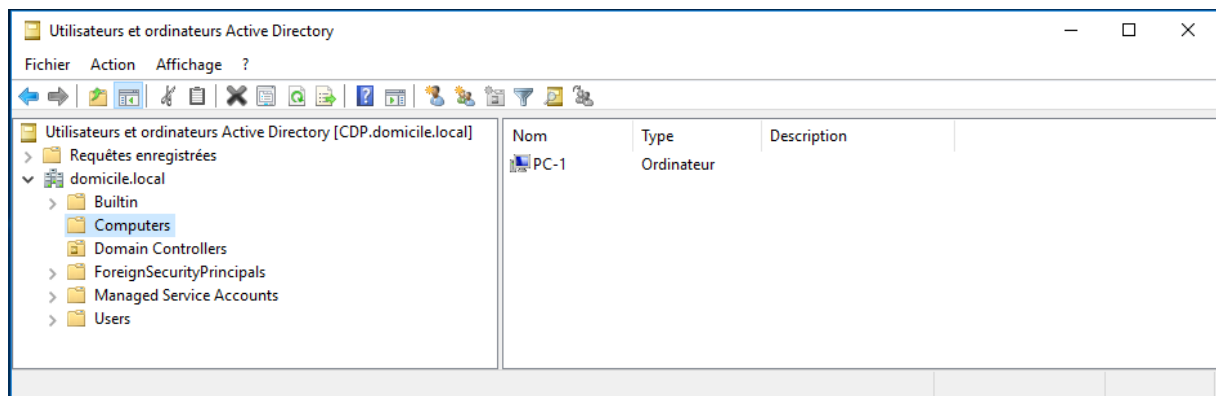 Utilisateurs et ordinateurs Active Directory
Fichier Action Affichage ?
Utilisateurs et ordinateurs Active Directory [CDP.domicile.local]
Requêtes enregistrées
domicile.local
Builtin
Computers
Domain Controllers
ForeignSecurityPrincipals
Managed Service Accounts
Users
Nom Type Description
PC-1 Ordinateur